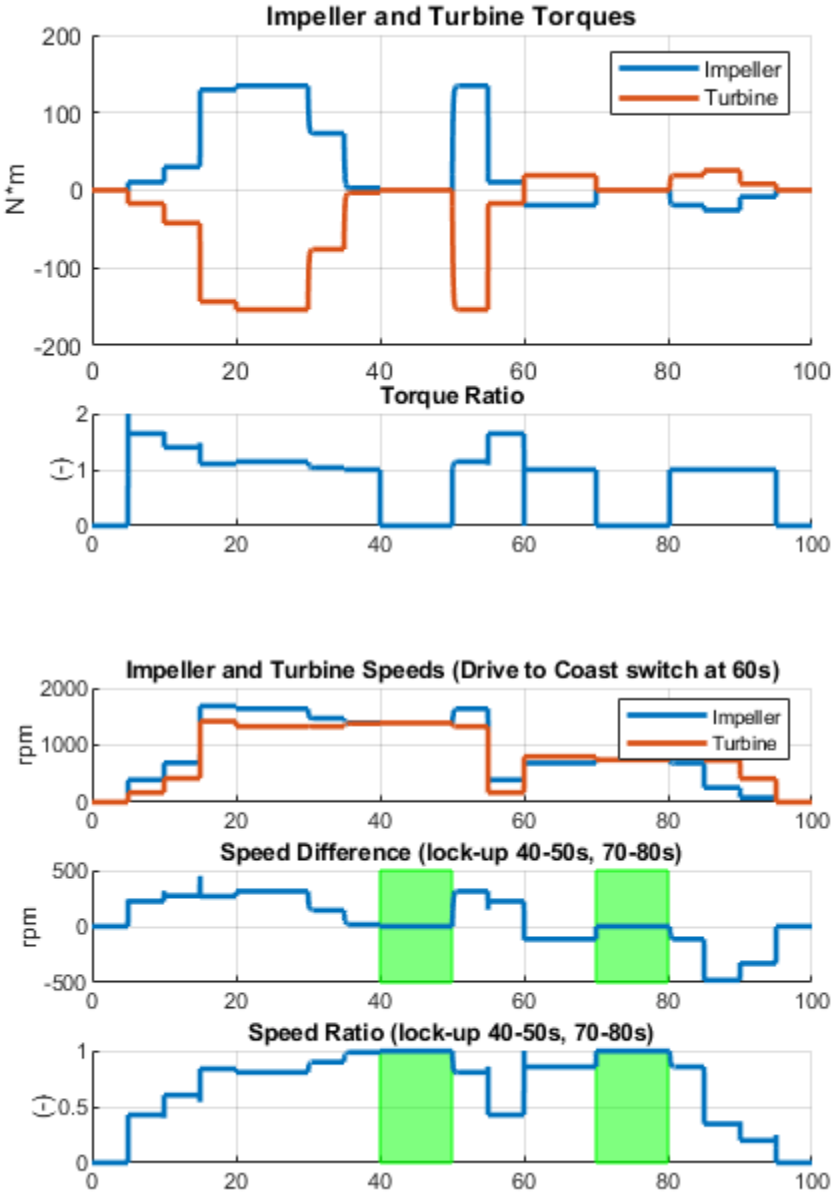 Impeller and Turbine Torques
200
100
0
-100
-200
N*m
Impeller
Turbine
0 20 40 60 80 100
Torque Ratio
2
1
0
(-)
0 20 40 60 80 100
Impeller and Turbine Speeds (Drive to Coast switch at 60s)
2000
1000
0
rpm
Impeller
Turbine
0 20 40 60 80 100
Speed Difference (lock-up 40-50s, 70-80s)
500
0
-500
rpm
0 20 40 60 80 100
Speed Ratio (lock-up 40-50s, 70-80s)
1
0.5
0
(-)
0 20 40 60 80 100